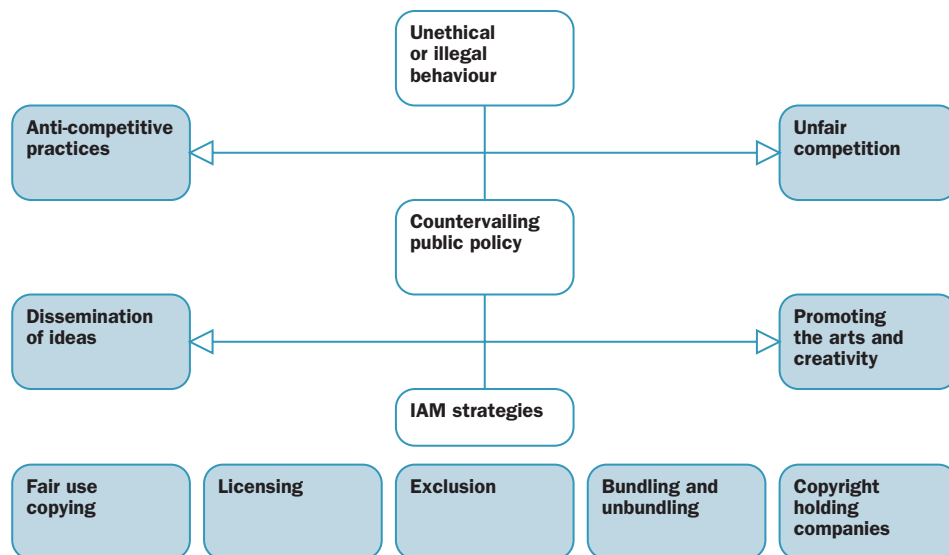 Unethical
or illegal
behaviour
Anti-competitive
practices
Unfair
competition
Countervailing
public policy
Dissemination
of ideas
Promoting
the arts and
creativity
IAM strategies
Fair use
copying
Licensing
Exclusion
Bundling and
unbundling
Copyright
holding
companies